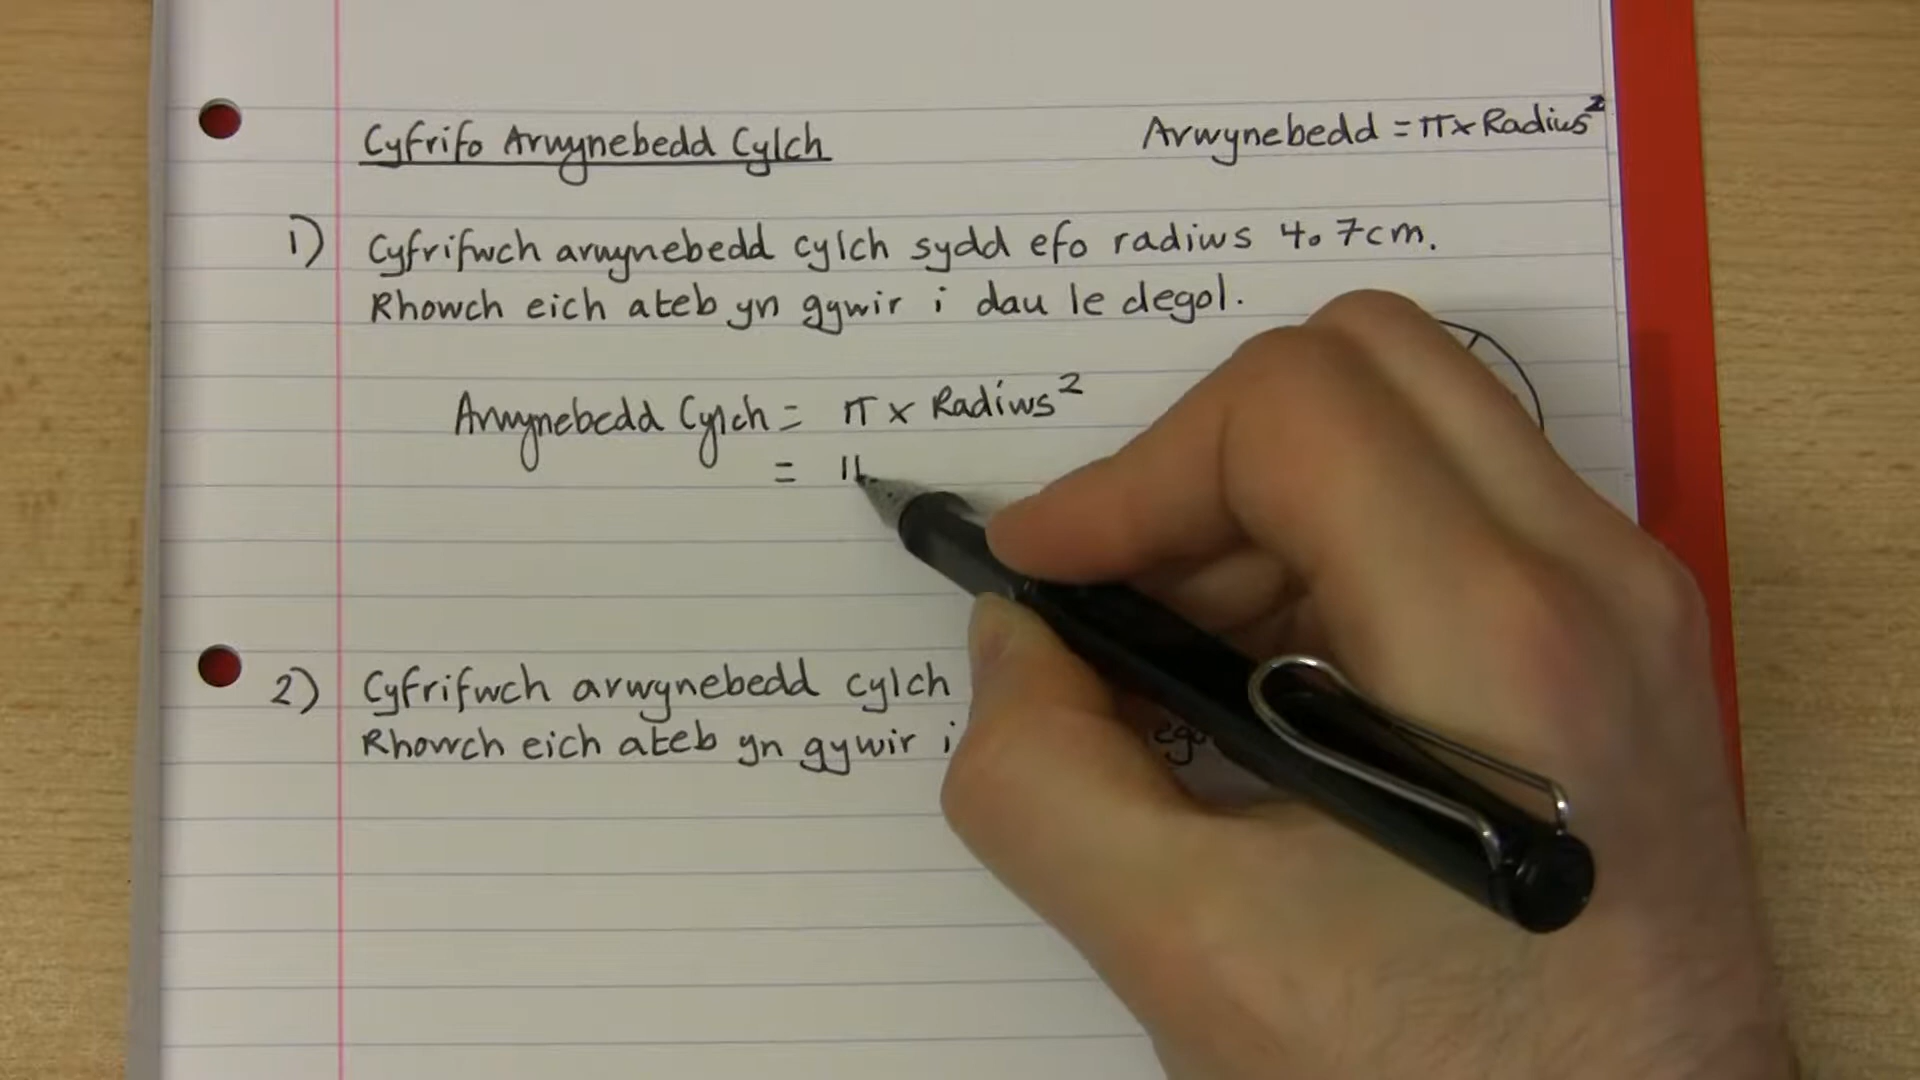 Cyfrifo Arwynebedd Cylch
Arwynebedd = π x Radius²
1) Cyfrifwch arwynebedd cylch sydd efo radiws 4.7cm.
Rhowch eich ateb yn gywir i dau le degol.
Arwynebedd Cylch = π x Radiws²
=
2) Cyfrifwch arwynebedd cylch
Rhowch eich ateb yn gywir i